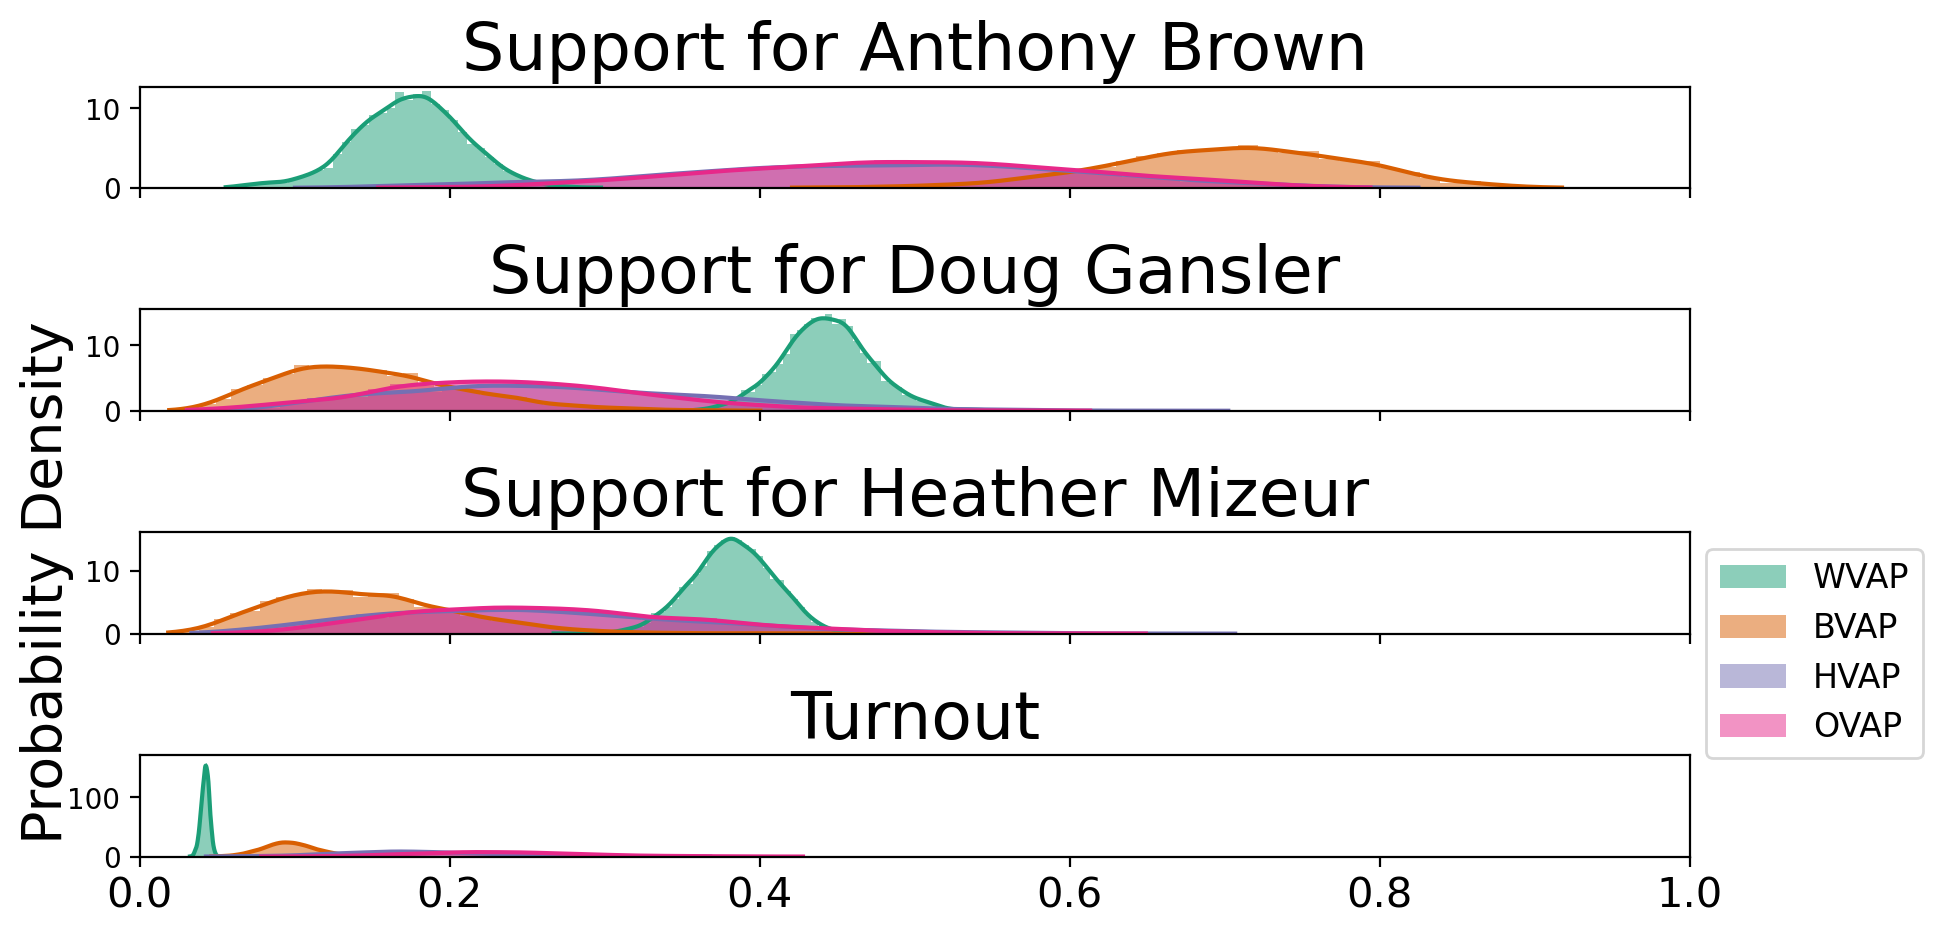 Support for Anthony Brown
10
0
Support for Doug Gansler
10
0
Probability Density
Support for Heather Mizeur
10
0
WVAP
BVAP
HVAP
OVAP
Turnout
100
0
0.0 0.2 0.4 0.6 0.8 1.0